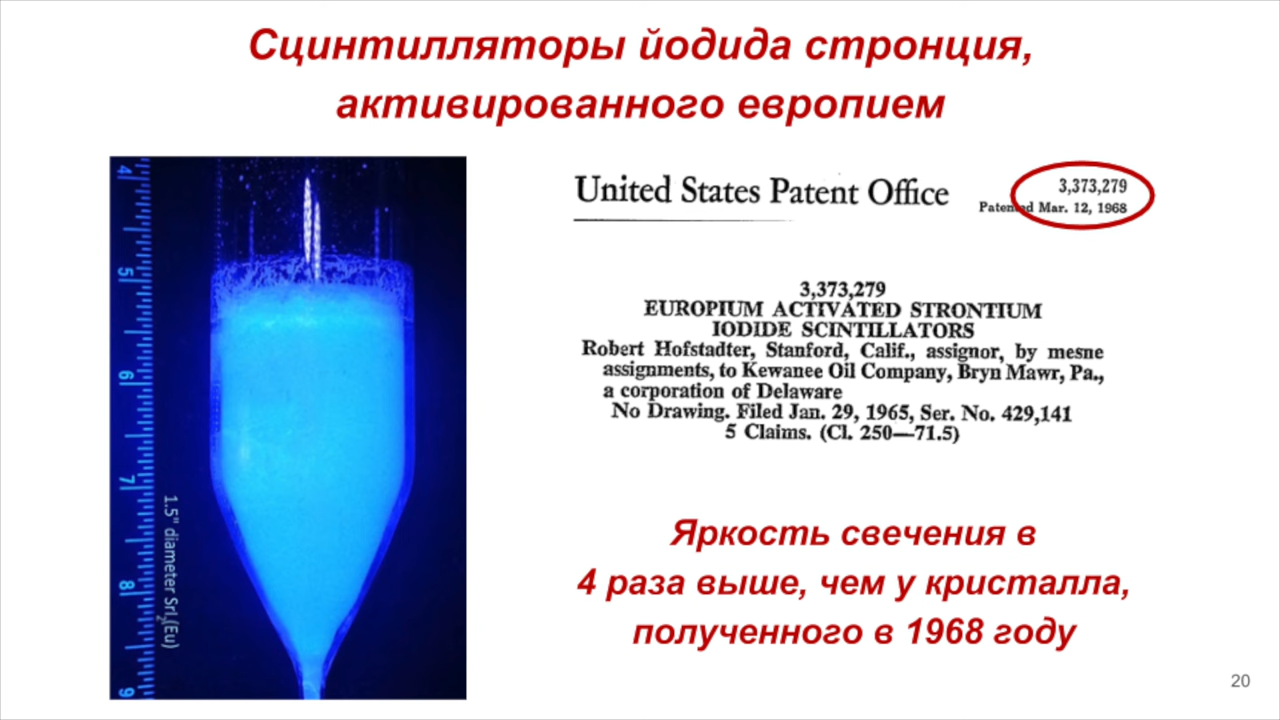 Сцинтилляторы йодида стронция,
активированного европием
4
5
6
7
8
9
1.5" diameter SrI2(Eu)
United States Patent Office
3,373,279
Patented Mar. 12, 1968
3,373,279
EUROPIUM ACTIVATED STRONTIUM
IODIDE SCINTILLATORS
Robert Hofstadter, Stanford, Calif., assignor, by mesne
assignments, to Kewanee Oil Company, Bryn Mawr, Pa.,
a corporation of Delaware
No Drawing. Filed Jan. 29, 1965, Ser. No. 429,141
5 Claims. (Cl. 250—71.5)
Яркость свечения в
4 раза выше, чем у кристалла,
полученного в 1968 году
20